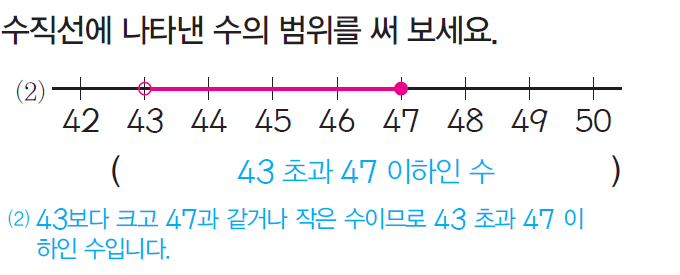 수직선에 나타낸 수의 범위를 써 보세요.
(2)
42 43 44 45 46 47 48 49 50
( 43 초과 47 이하인 수 )
(2) 43보다 크고 47과 같거나 작은 수이므로 43 초과 47 이
하인 수입니다.